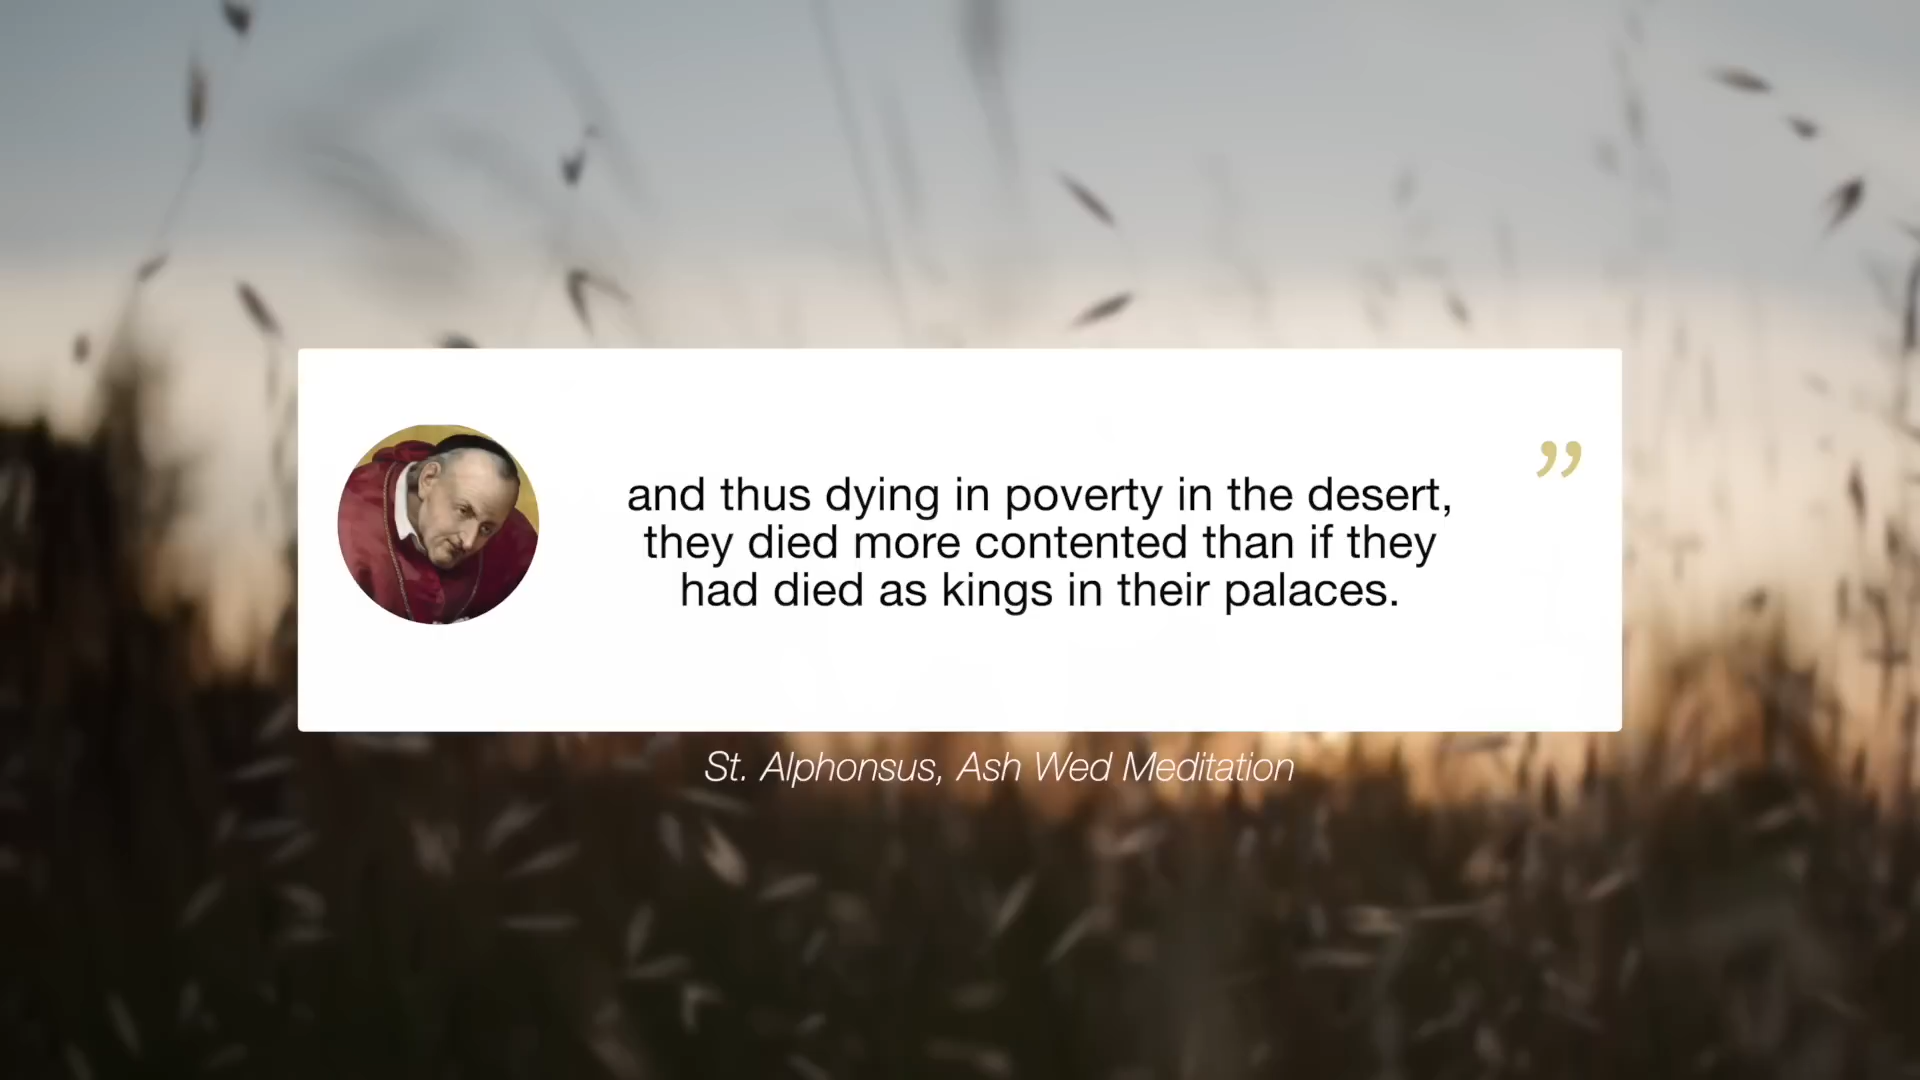 ”
and thus dying in poverty in the desert,
they died more contented than if they
had died as kings in their palaces.
St. Alphonsus, Ash Wed Meditation